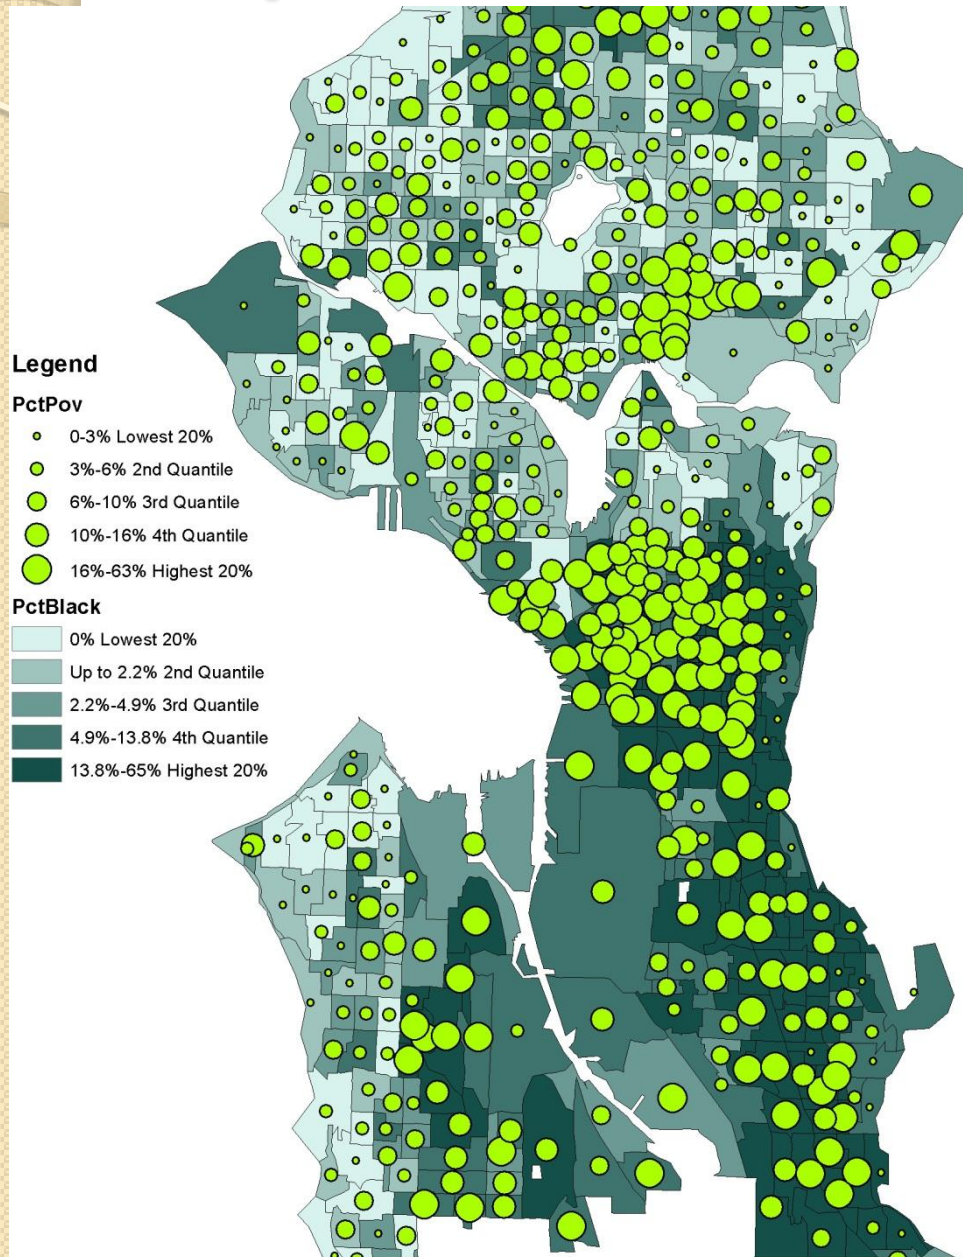 Legend
PctPov
0-3% Lowest 20%
3%-6% 2nd Quantile
6%-10% 3rd Quantile
10%-16% 4th Quantile
16%-63% Highest 20%
PctBlack
0% Lowest 20%
Up to 2.2% 2nd Quantile
2.2%-4.9% 3rd Quantile
4.9%-13.8% 4th Quantile
13.8%-65% Highest 20%